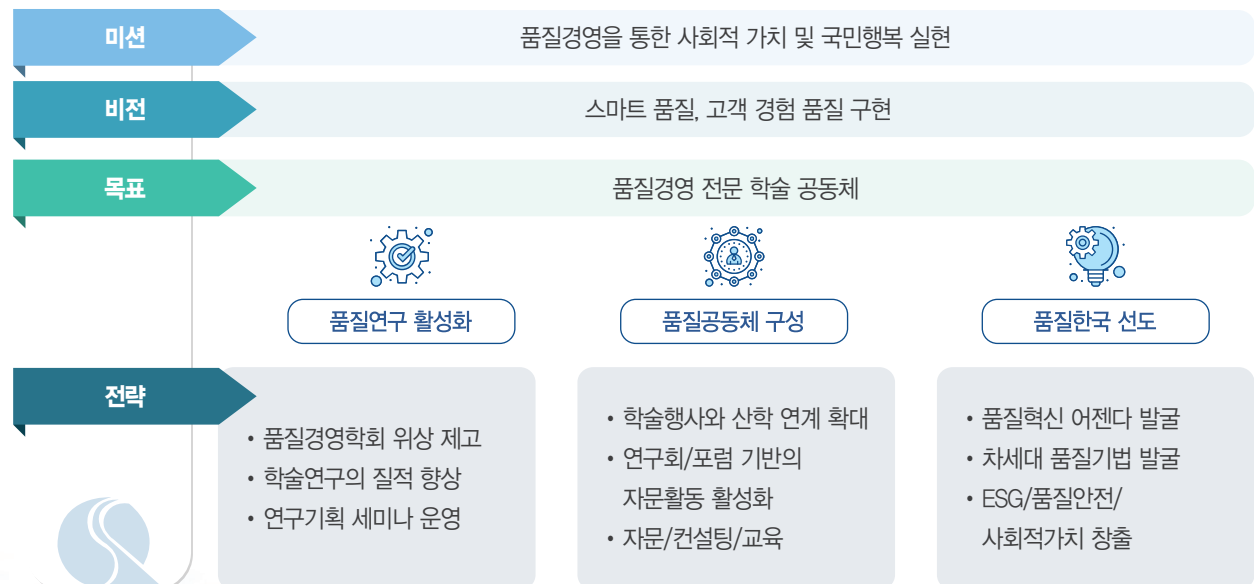 미션
품질경영을 통한 사회적 가치 및 국민행복 실현
비전
스마트 품질, 고객 경험 품질 구현
목표
품질경영 전문 학술 공동체
품질연구 활성화
품질공동체 구성
품질한국 선도
전략
• 품질경영학회 위상 제고
• 학술연구의 질적 향상
• 연구기획 세미나 운영
• 학술행사와 산학 연계 확대
• 연구회/포럼 기반의
자문활동 활성화
• 자문/컨설팅/교육
• 품질혁신 어젠다 발굴
• 차세대 품질기법 발굴
• ESG/품질안전/
사회적가치 창출